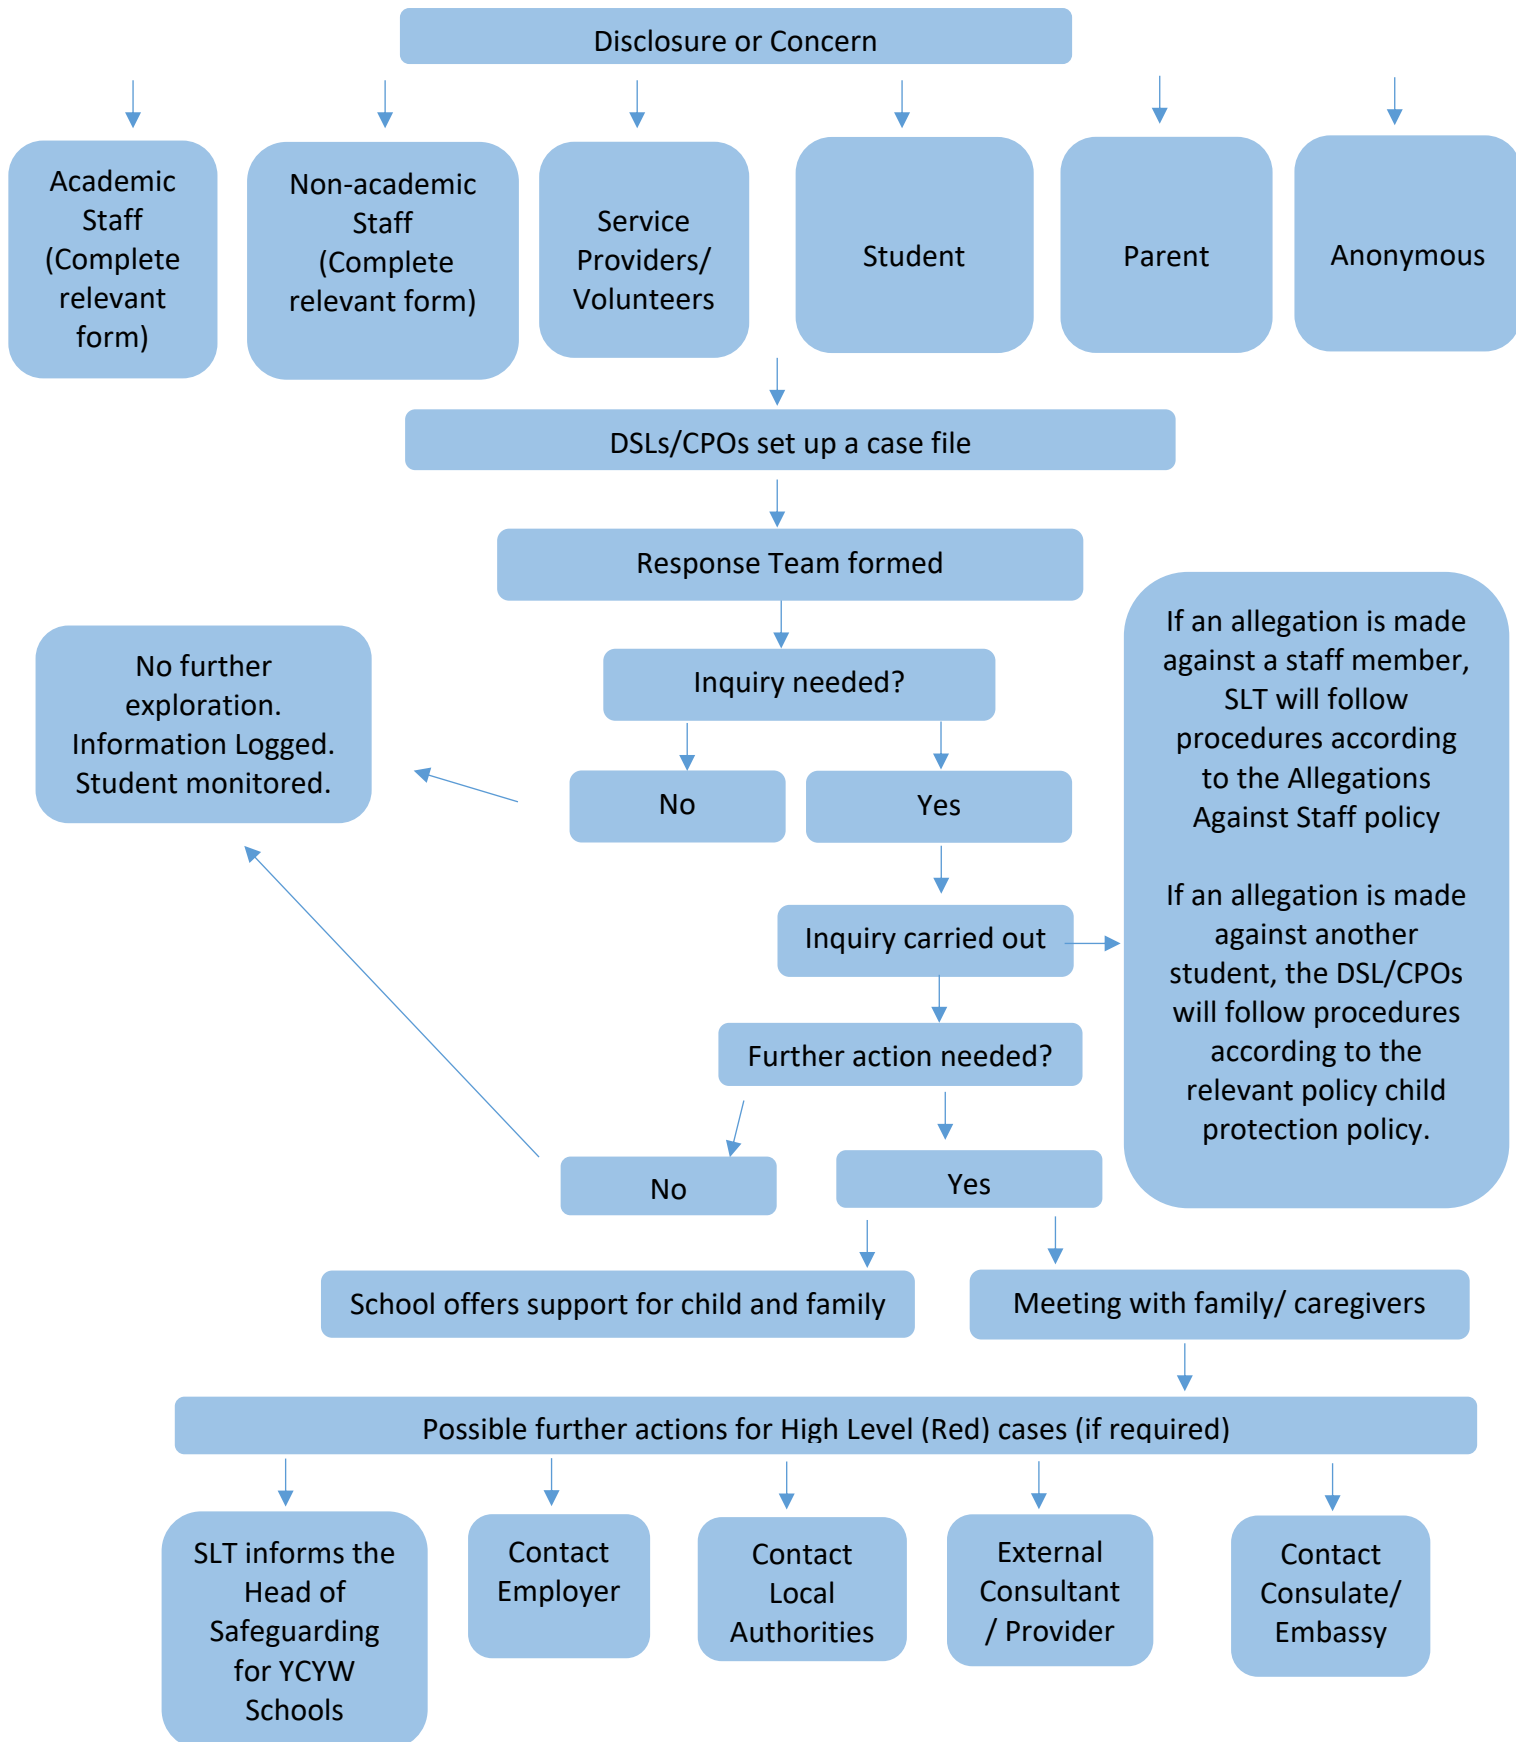 Disclosure or Concern
Academic
Staff
(Complete
relevant
form)
Non-academic
Staff
(Complete
relevant form)
Service
Providers/
Volunteers
Student
Parent
Anonymous
DSLs/CPOs set up a case file
Response Team formed
Inquiry needed?
No
Yes
No further
exploration.
Information Logged.
Student monitored.
Inquiry carried out
If an allegation is made
against a staff member,
SLT will follow
procedures according
to the Allegations
Against Staff policy
If an allegation is made
against another
student, the DSL/CPOs
will follow procedures
according to the
relevant policy child
protection policy.
Further action needed?
No
Yes
School offers support for child and family
Meeting with family/ caregivers
Possible further actions for High Level (Red) cases (if required)
SLT informs the
Head of
Safeguarding
for YCYW
Schools
Contact
Employer
Contact
Local
Authorities
External
Consultant
/ Provider
Contact
Consulate/
Embassy